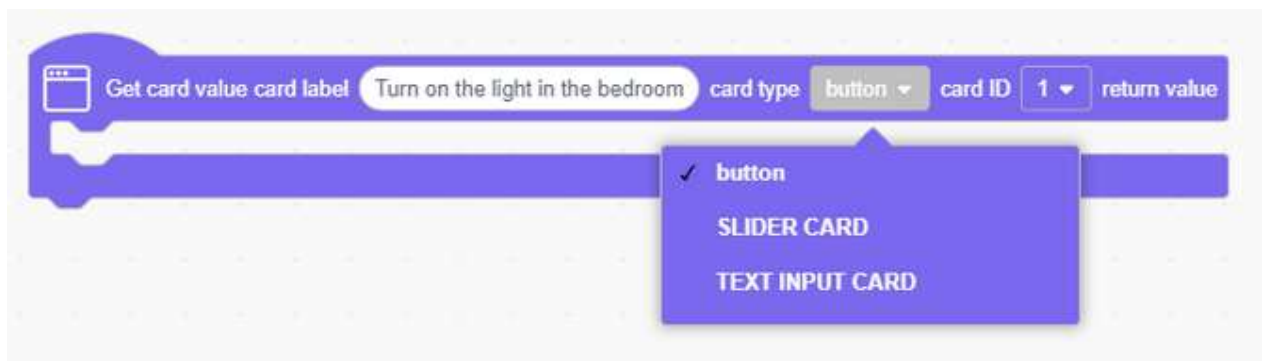 Get card value card label Turn on the light in the bedroom card type button card ID 1 return value
button
SLIDER CARD
TEXT INPUT CARD